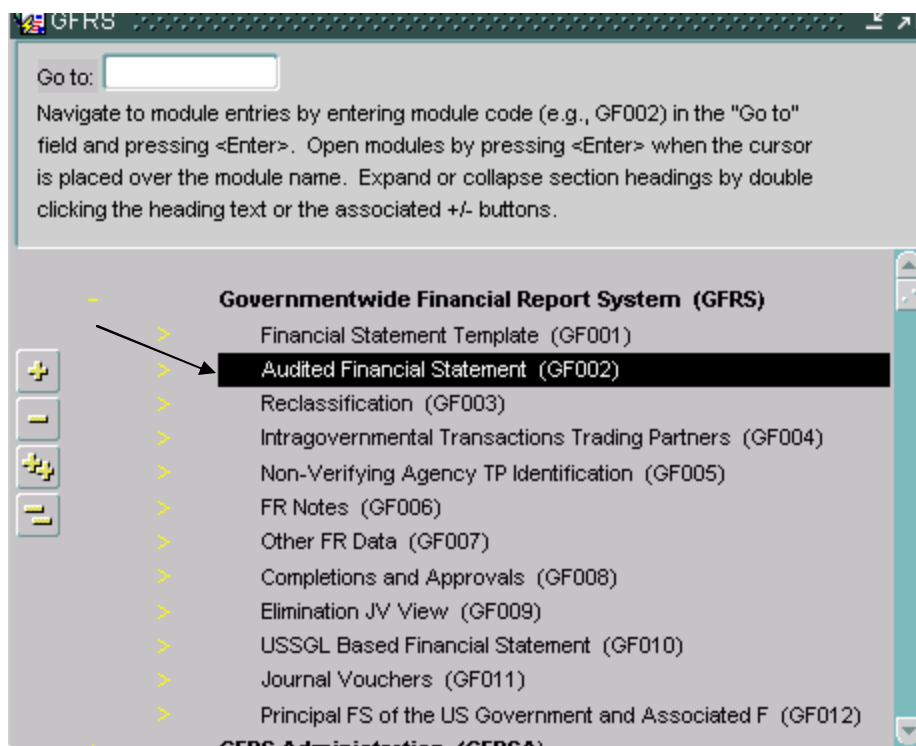 GFRS
Go to:
Navigate to module entries by entering module code (e.g., GF002) in the "Go to"
field and pressing <Enter>. Open modules by pressing <Enter> when the cursor
is placed over the module name. Expand or collapse section headings by double
clicking the heading text or the associated +/- buttons.
Governmentwide Financial Report System (GFRS)
Financial Statement Template (GF001)
Audited Financial Statement (GF002)
Reclassification (GF003)
Intragovernmental Transactions Trading Partners (GF004)
Non-Verifying Agency TP Identification (GF005)
FR Notes (GF006)
Other FR Data (GF007)
Completions and Approvals (GF008)
Elimination JV View (GF009)
USSGL Based Financial Statement (GF010)
Journal Vouchers (GF011)
Principal FS of the US Government and Associated F (GF012)
GFRS Administration (GFRSA)